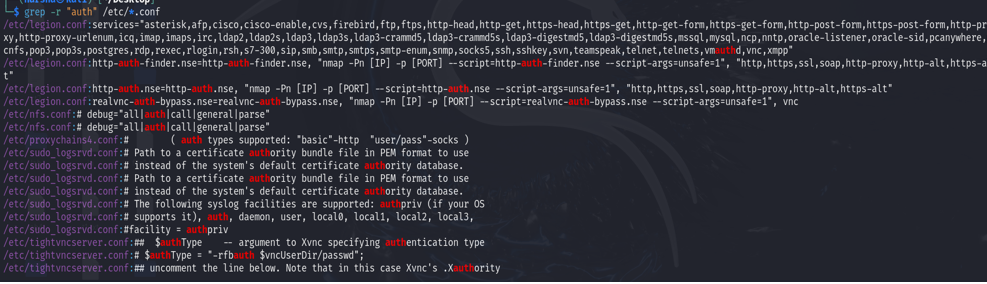 $ grep -r "auth" /etc/*.conf
/etc/legion.conf:services="asterisk,afp,cisco,cisco-enable,cvs,firebird,ftp,ftps,http-head,http-get,https-head,https-get,http-get-form,https-get-form,http-post-form,https-post-form,http-pro
xy,http-proxy-urlenum,icq,imap,imaps,irc,ldap2,ldap2s,ldap3,ldap3s,ldap3-crammd5,ldap3-crammd5s,ldap3-digestmd5,ldap3-digestmd5s,mssql,mysql,ncp,nntp,oracle-listener,oracle-sid,pcanywhere,
cnfs,pop3,pop3s,postgres,rdp,rexec,rlogin,rsh,s7-300,sip,smb,smtp,smtps,smtp-enum,snmp,socks5,ssh,sshkey,svn,teamspeak,telnet,telnets,vmauthd,vnc,xmpp"
/etc/legion.conf:http-auth-finder.nse=http-auth-finder.nse, "nmap -Pn [IP] -p [PORT] --script=http-auth-finder.nse --script-args=unsafe=1", "http,https,ssl,soap,http-proxy,http-alt,https-al
t"
/etc/legion.conf:http-auth.nse=http-auth.nse, "nmap -Pn [IP] -p [PORT] --script=http-auth.nse --script-args=unsafe=1", "http,https,ssl,soap,http-proxy,http-alt,https-alt"
/etc/legion.conf:realvnc-auth-bypass.nse=realvnc-auth-bypass.nse, "nmap -Pn [IP] -p [PORT] --script=realvnc-auth-bypass.nse --script-args=unsafe=1", vnc
/etc/nfs.conf:# debug="all|auth|call|general|parse"
/etc/nfs.conf:# debug="all|auth|call|general|parse"
/etc/proxychains4.conf:#       ( auth types supported: "basic"-http  "user/pass"-socks )
/etc/sudo_logsrvd.conf:# Path to a certificate authority bundle file in PEM format to use
/etc/sudo_logsrvd.conf:# instead of the system's default certificate authority database.
/etc/sudo_logsrvd.conf:# Path to a certificate authority bundle file in PEM format to use
/etc/sudo_logsrvd.conf:# instead of the system's default certificate authority database.
/etc/sudo_logsrvd.conf:# The following syslog facilities are supported: authpriv (if your OS
/etc/sudo_logsrvd.conf:# supports it), auth, daemon, user, local0, local1, local2, local3,
/etc/sudo_logsrvd.conf:#facility = authpriv
/etc/tightvncserver.conf:##  $authType    -- argument to Xvnc specifying authentication type
/etc/tightvncserver.conf:# $authType = "-rfbauth $vncUserDir/passwd";
/etc/tightvncserver.conf:## uncomment the line below. Note that in this case Xvnc's .Xauthority